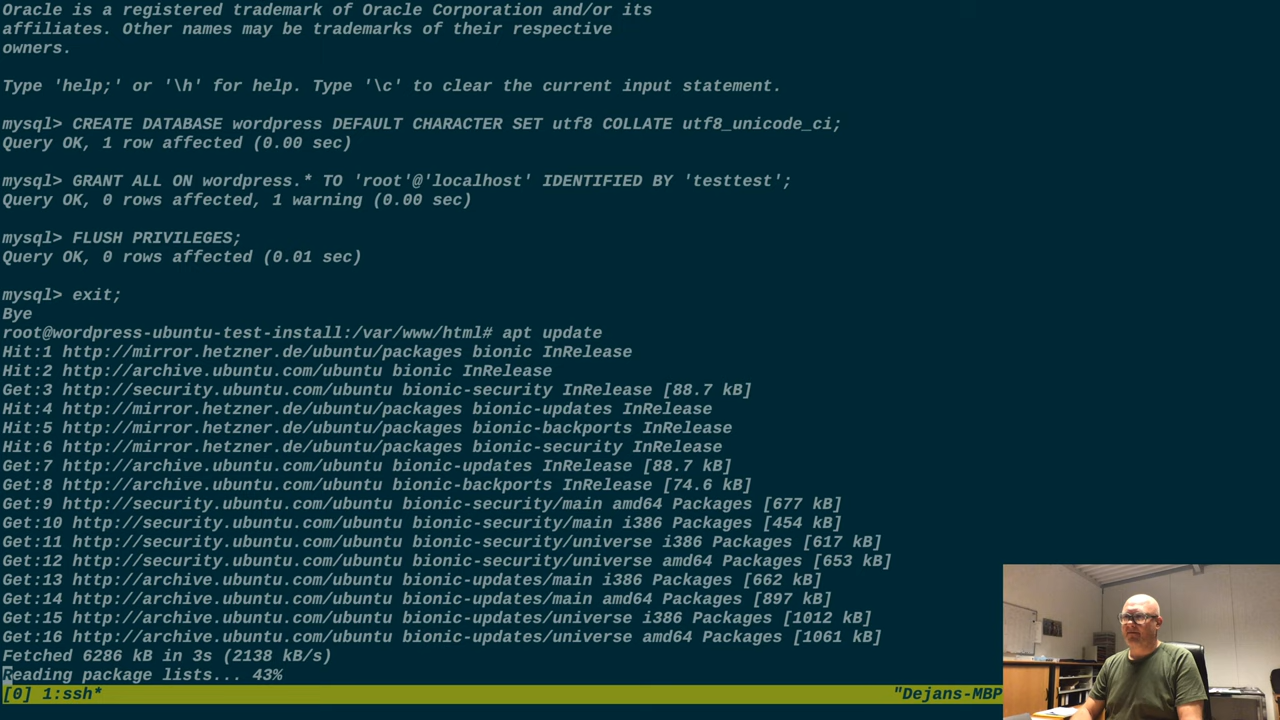 Oracle is a registered trademark of Oracle Corporation and/or its
affiliates. Other names may be trademarks of their respective
owners.
Type 'help;' or '\h' for help. Type '\c' to clear the current input statement.
mysql> CREATE DATABASE wordpress DEFAULT CHARACTER SET utf8 COLLATE utf8_unicode_ci;
Query OK, 1 row affected (0.00 sec)
mysql> GRANT ALL ON wordpress.* TO 'root'@'localhost' IDENTIFIED BY 'testtest';
Query OK, 0 rows affected, 1 warning (0.00 sec)
mysql> FLUSH PRIVILEGES;
Query OK, 0 rows affected (0.01 sec)
mysql> exit;
Bye
root@wordpress-ubuntu-test-install:/var/www/html# apt update
Hit:1 http://mirror.hetzner.de/ubuntu/packages bionic InRelease
Hit:2 http://archive.ubuntu.com/ubuntu bionic InRelease
Get:3 http://security.ubuntu.com/ubuntu bionic-security InRelease [88.7 kB]
Hit:4 http://mirror.hetzner.de/ubuntu/packages bionic-updates InRelease
Hit:5 http://mirror.hetzner.de/ubuntu/packages bionic-backports InRelease
Hit:6 http://mirror.hetzner.de/ubuntu/packages bionic-security InRelease
Get:7 http://archive.ubuntu.com/ubuntu bionic-updates InRelease [88.7 kB]
Get:8 http://archive.ubuntu.com/ubuntu bionic-backports InRelease [74.6 kB]
Get:9 http://security.ubuntu.com/ubuntu bionic-security/main amd64 Packages [677 kB]
Get:10 http://security.ubuntu.com/ubuntu bionic-security/main i386 Packages [454 kB]
Get:11 http://security.ubuntu.com/ubuntu bionic-security/universe i386 Packages [617 kB]
Get:12 http://security.ubuntu.com/ubuntu bionic-security/universe amd64 Packages [653 kB]
Get:13 http://archive.ubuntu.com/ubuntu bionic-updates/main i386 Packages [662 kB]
Get:14 http://archive.ubuntu.com/ubuntu bionic-updates/main amd64 Packages [897 kB]
Get:15 http://archive.ubuntu.com/ubuntu bionic-updates/universe i386 Packages [1012 kB]
Get:16 http://archive.ubuntu.com/ubuntu bionic-updates/universe amd64 Packages [1061 kB]
Fetched 6286 kB in 3s (2138 kB/s)
Reading package lists... 43%
[0] 1:ssh* "Dejans-MBP